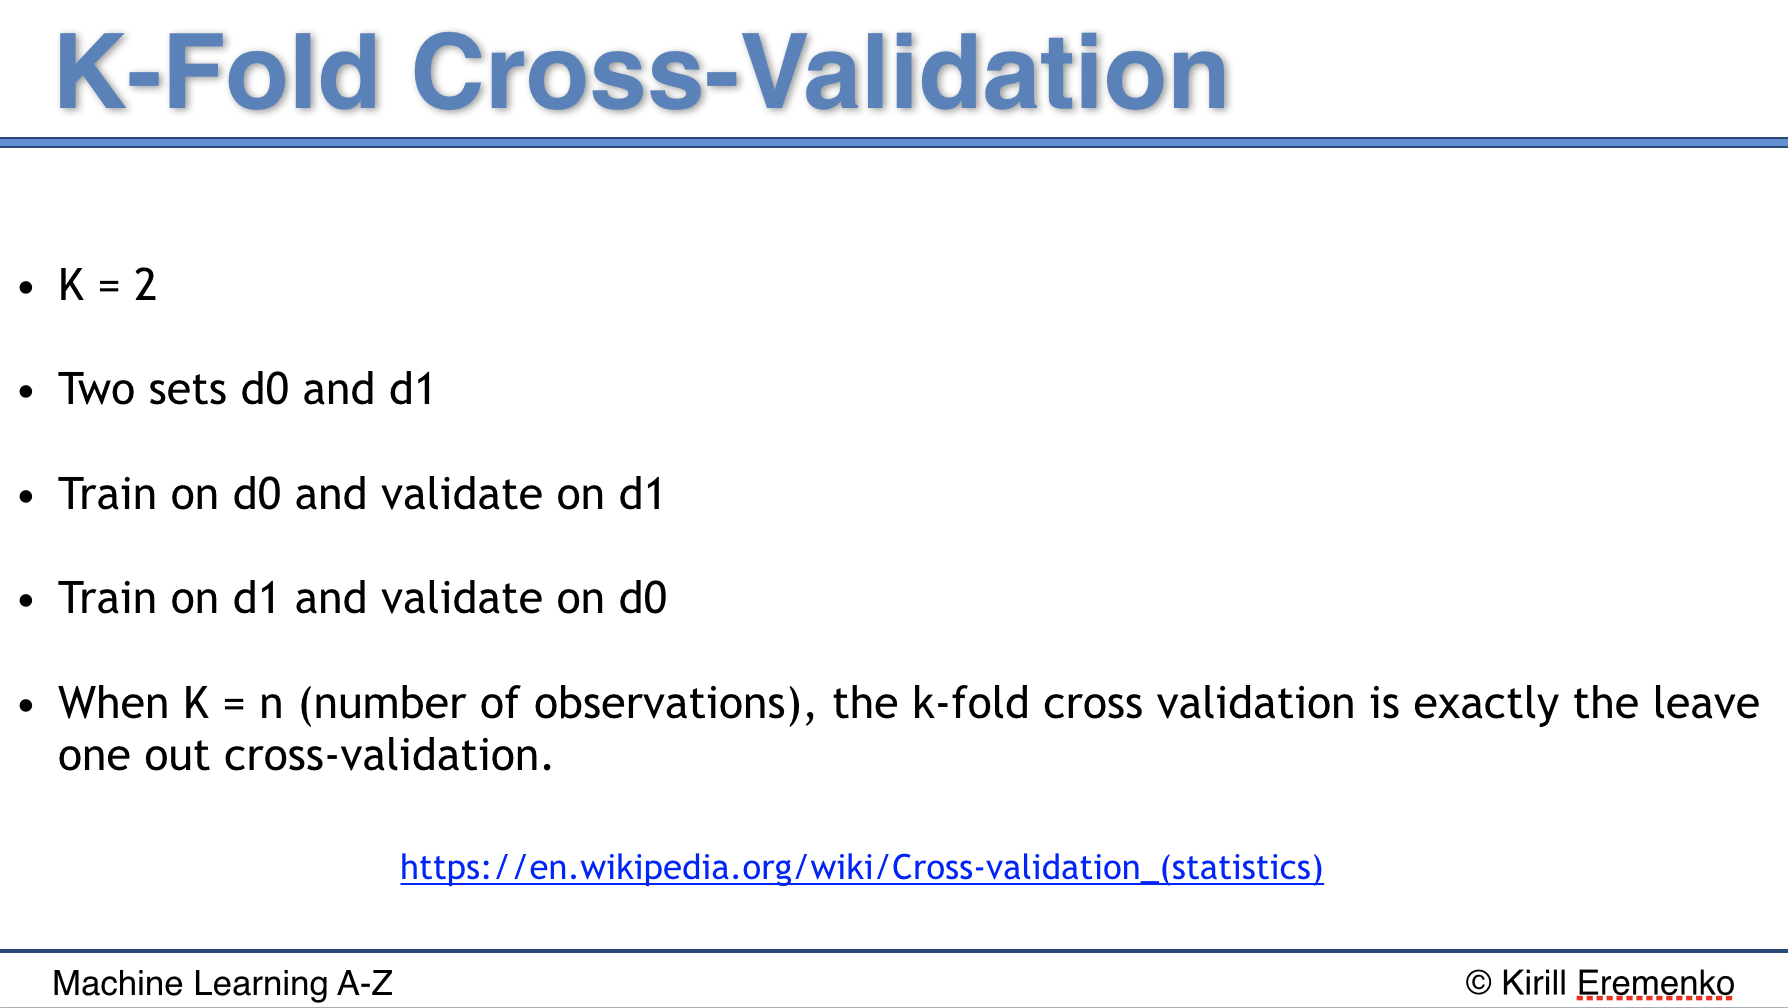 K-Fold Cross-Validation
• K = 2
• Two sets d0 and d1
• Train on d0 and validate on d1
• Train on d1 and validate on d0
• When K = n (number of observations), the k-fold cross validation is exactly the leave
one out cross-validation.
https://en.wikipedia.org/wiki/Cross-validation_(statistics)
Machine Learning A-Z
© Kirill Eremenko